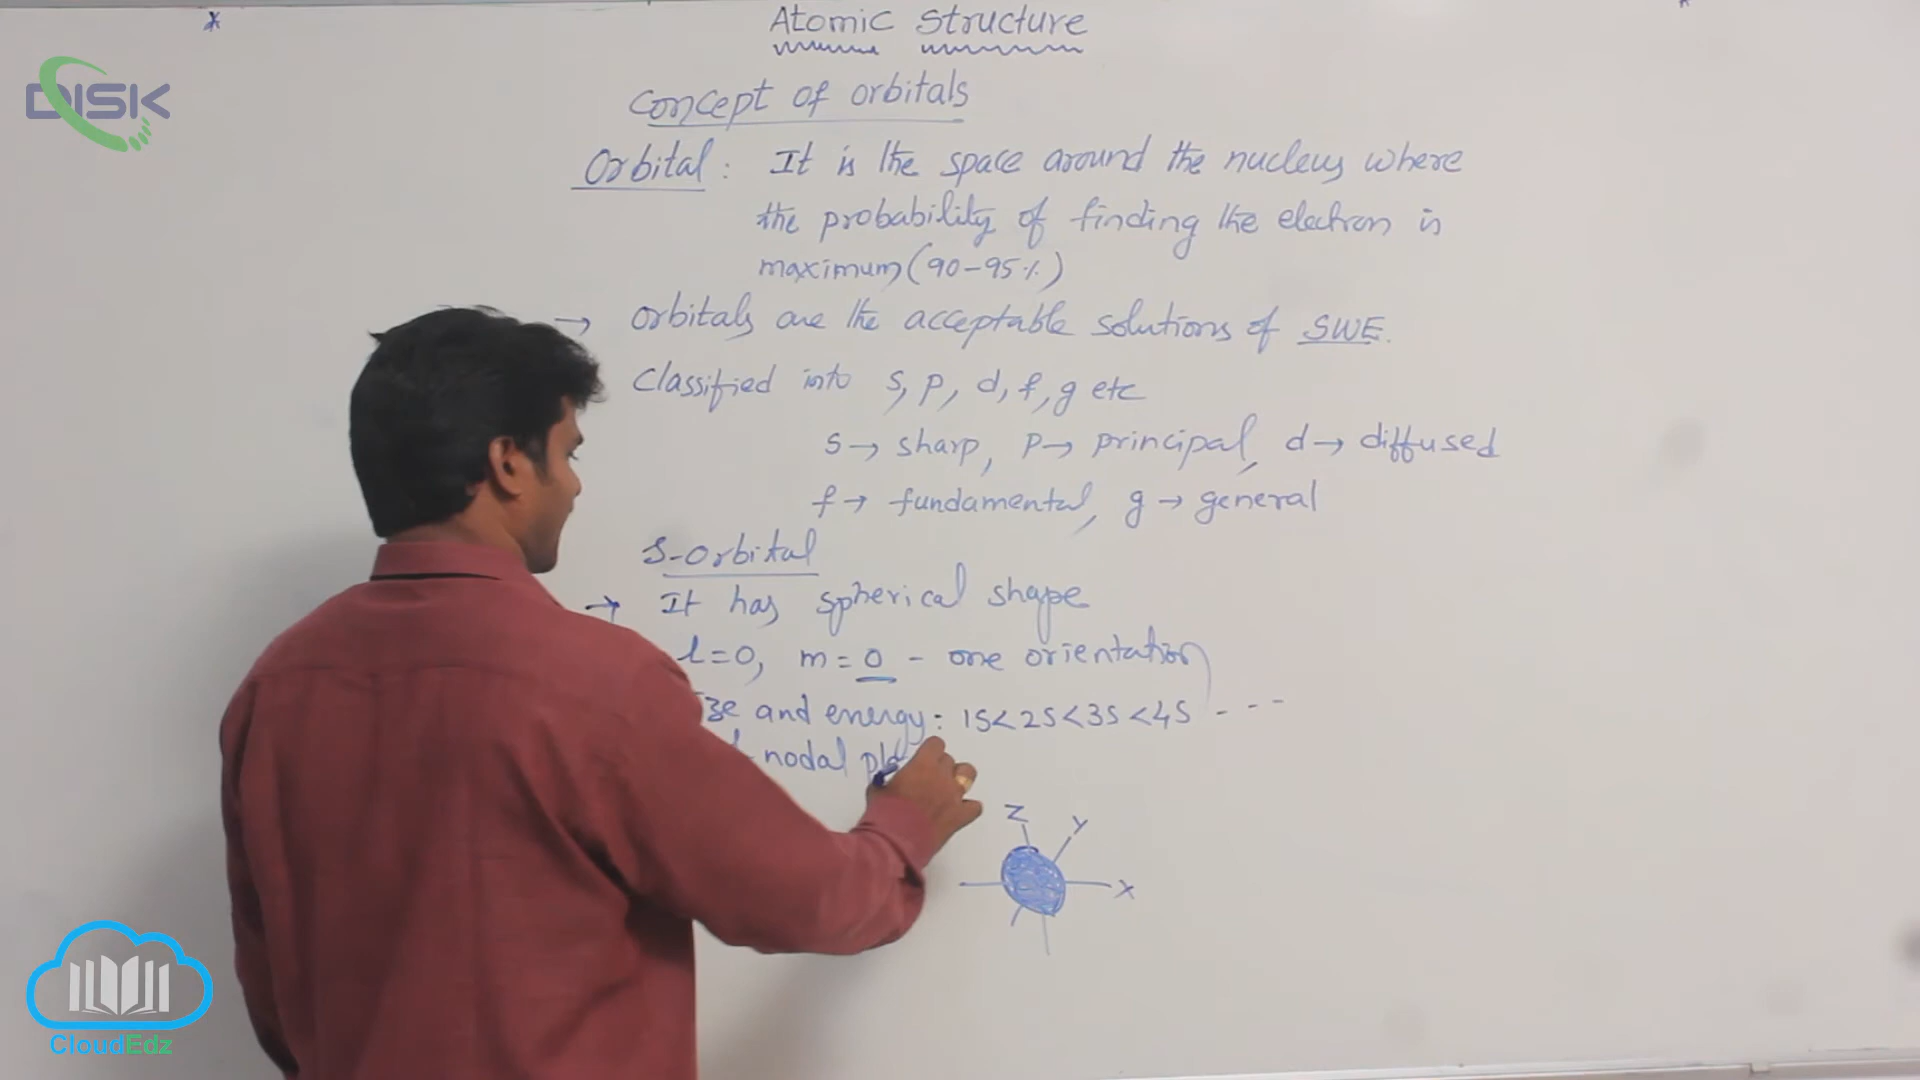 Atomic Structure
DISK
Concept of orbitals
Orbital : It is the space around the nucleus where
the probability of finding the electron is
maximum (90-95%)
→ Orbitals are the acceptable solutions of SWE.
Classified into s, p, d, f, g etc
s → sharp, p → principal, d → diffused
f → fundamental, g → general
S-Orbital
→ It has spherical shape
l=0, m=0 - one orientation
and energy: 1S<2S<3S<4S - - -
nodal
Z
Y
X
CloudEdz